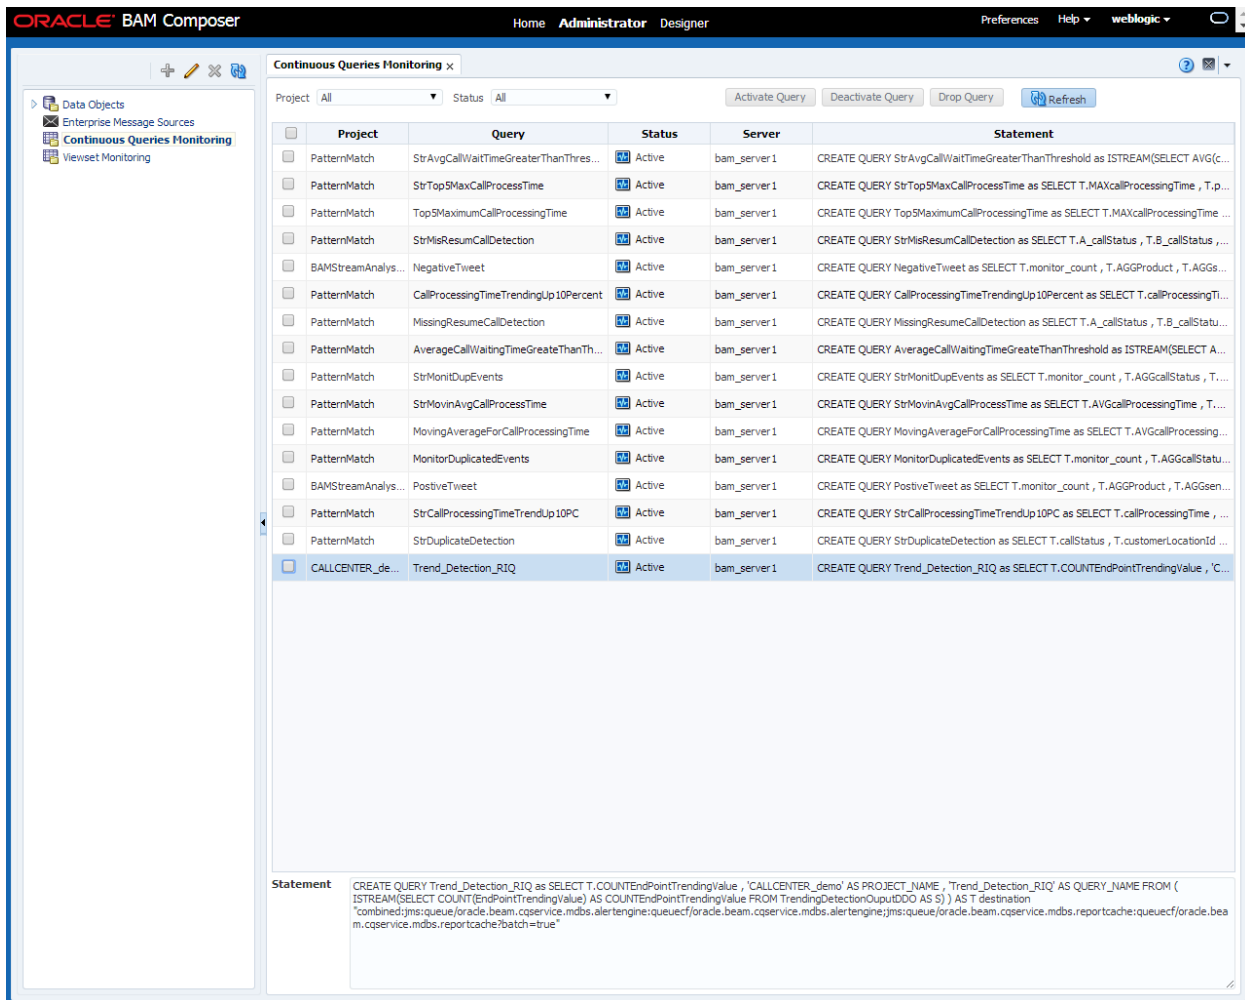 ORACLE BAM Composer
Home Administrator Designer
Preferences Help weblogic
Data Objects
Enterprise Message Sources
Continuous Queries Monitoring
Viewset Monitoring
Continuous Queries Monitoring x
Project All Status All Activate Query Deactivate Query Drop Query Refresh
Project Query Status Server Statement
PatternMatch StrAvgCallWaitTimeGreaterThanThres... Active bam_server1 CREATE QUERY StrAvgCallWaitTimeGreaterThanThreshold as ISTREAM(SELECT AVG(c...
PatternMatch StrTop5MaxCallProcessTime Active bam_server1 CREATE QUERY StrTop5MaxCallProcessTime as SELECT T.MAXcallProcessingTime , T.p...
PatternMatch Top5MaximumCallProcessingTime Active bam_server1 CREATE QUERY Top5MaximumCallProcessingTime as SELECT T.MAXcallProcessingTime ...
PatternMatch StrMisResumCallDetection Active bam_server1 CREATE QUERY StrMisResumCallDetection as SELECT T.A_callStatus , T.B_callStatus ,...
BAMStreamAnalys... NegativeTweet Active bam_server1 CREATE QUERY NegativeTweet as SELECT T.monitor_count , T.AGGProduct , T.AGGs...
PatternMatch CallProcessingTimeTrendingUp10Percent Active bam_server1 CREATE QUERY CallProcessingTimeTrendingUp10Percent as SELECT T.callProcessingTi...
PatternMatch MissingResumeCallDetection Active bam_server1 CREATE QUERY MissingResumeCallDetection as SELECT T.A_callStatus , T.B_callStatu...
PatternMatch AverageCallWaitingTimeGreateThanTh... Active bam_server1 CREATE QUERY AverageCallWaitingTimeGreateThanThreshold as ISTREAM(SELECT A...
PatternMatch StrMonitDupEvents Active bam_server1 CREATE QUERY StrMonitDupEvents as SELECT T.monitor_count , T.AGGcallStatus , T....
PatternMatch StrMovinAvgCallProcessTime Active bam_server1 CREATE QUERY StrMovinAvgCallProcessTime as SELECT T.AVGcallProcessingTime , T....
PatternMatch MovingAverageForCallProcessingTime Active bam_server1 CREATE QUERY MovingAverageForCallProcessingTime as SELECT T.AVGcallProcessing...
PatternMatch MonitorDuplicatedEvents Active bam_server1 CREATE QUERY MonitorDuplicatedEvents as SELECT T.monitor_count , T.AGGcallStatu...
BAMStreamAnalys... PostiveTweet Active bam_server1 CREATE QUERY PostiveTweet as SELECT T.monitor_count , T.AGGProduct , T.AGGsen...
PatternMatch StrCallProcessingTimeTrendUp10PC Active bam_server1 CREATE QUERY StrCallProcessingTimeTrendUp10PC as SELECT T.callProcessingTime , ...
PatternMatch StrDuplicateDetection Active bam_server1 CREATE QUERY StrDuplicateDetection as SELECT T.callStatus , T.customerLocationId ...
CALLCENTER_de... Trend_Detection_RIQ Active bam_server1 CREATE QUERY Trend_Detection_RIQ as SELECT T.COUNTEndPointTrendingValue , 'C...
Statement CREATE QUERY Trend_Detection_RIQ as SELECT T.COUNTEndPointTrendingValue , 'CALLCENTER_demo' AS PROJECT_NAME , 'Trend_Detection_RIQ' AS QUERY_NAME FROM (
ISTREAM(SELECT COUNT(EndPointTrendingValue) AS COUNTEndPointTrendingValue FROM TrendingDetectionOuputDDO AS S) ) AS T destination
"combined:jms:queue/oracle.beam.cqservice.mdbs.alertengine:queuecf/oracle.beam.cqservice.mdbs.alertengine;jms:queue/oracle.beam.cqservice.mdbs.reportcache:queuecf/oracle.bea
m.cqservice.mdbs.reportcache?batch=true"